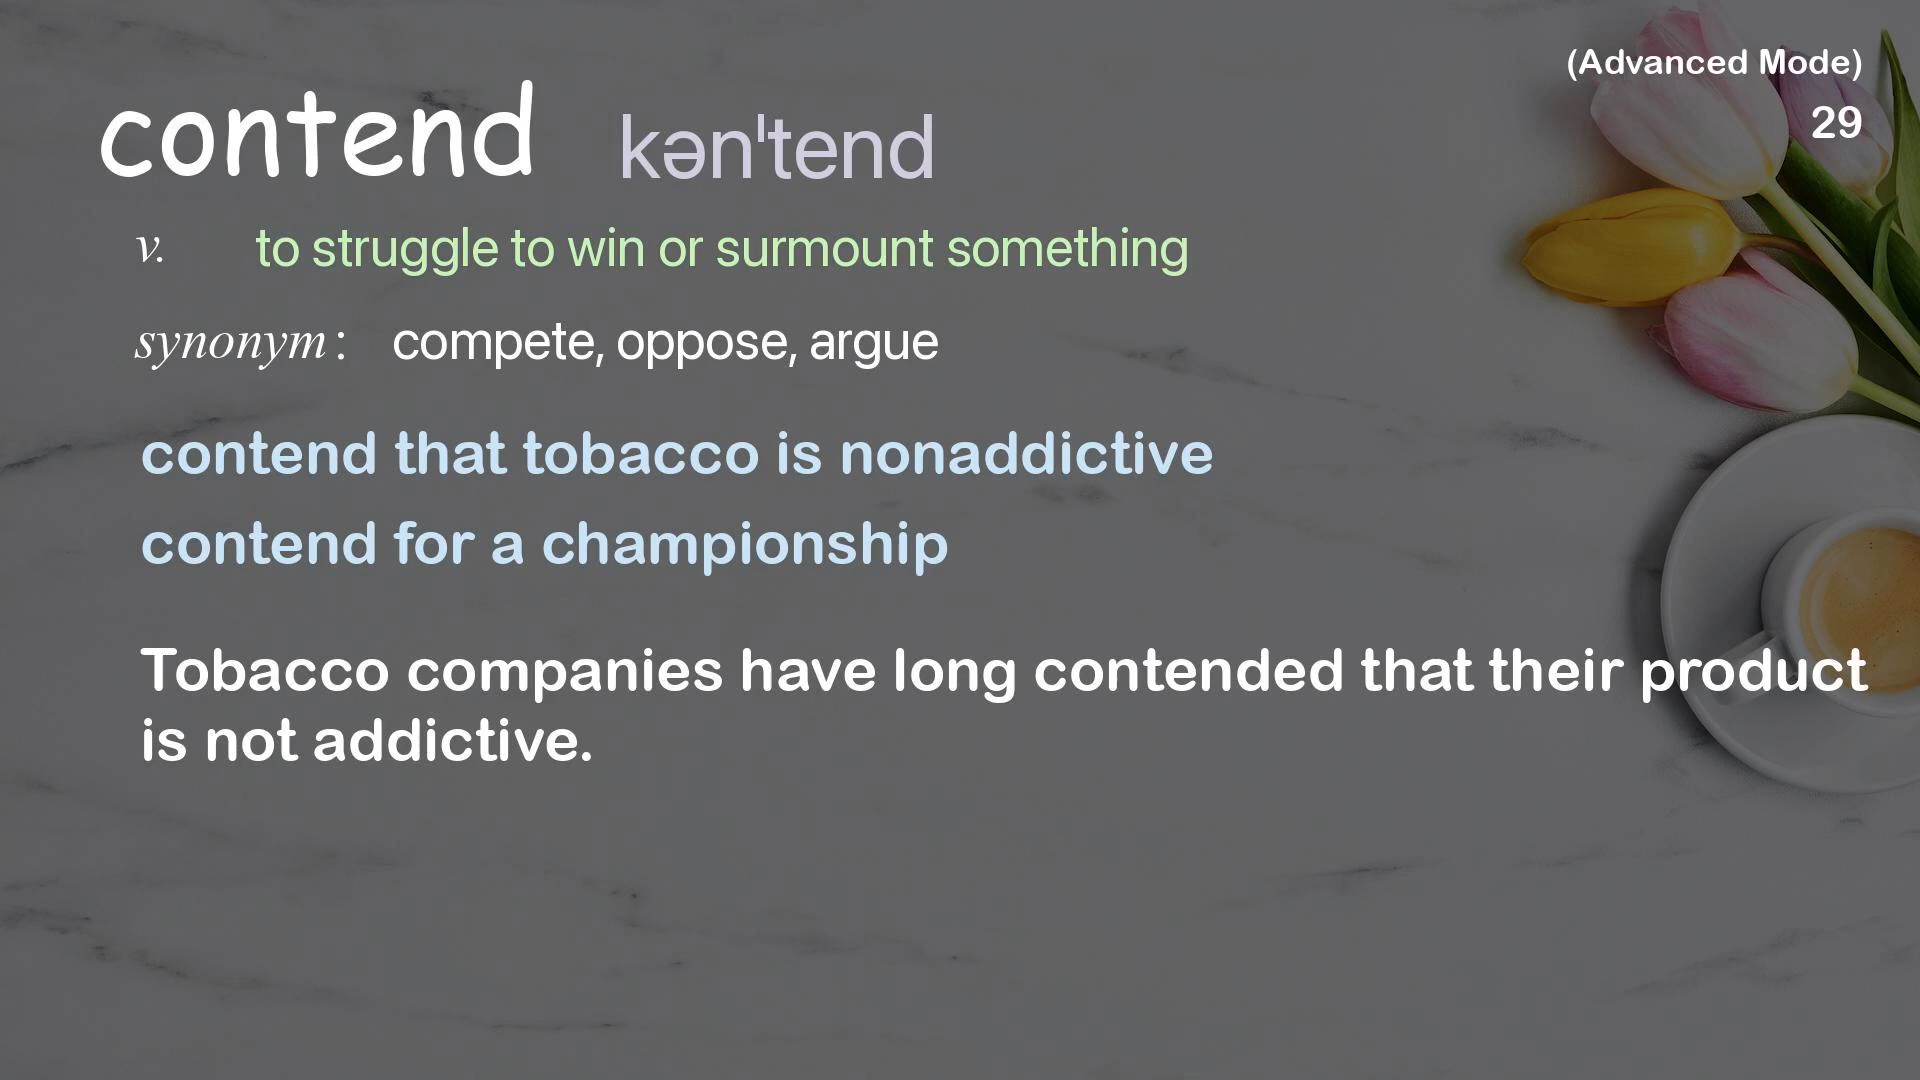 (Advanced Mode)
29
contend kən'tend
v. to struggle to win or surmount something
synonym : compete, oppose, argue
contend that tobacco is nonaddictive
contend for a championship
Tobacco companies have long contended that their product
is not addictive.